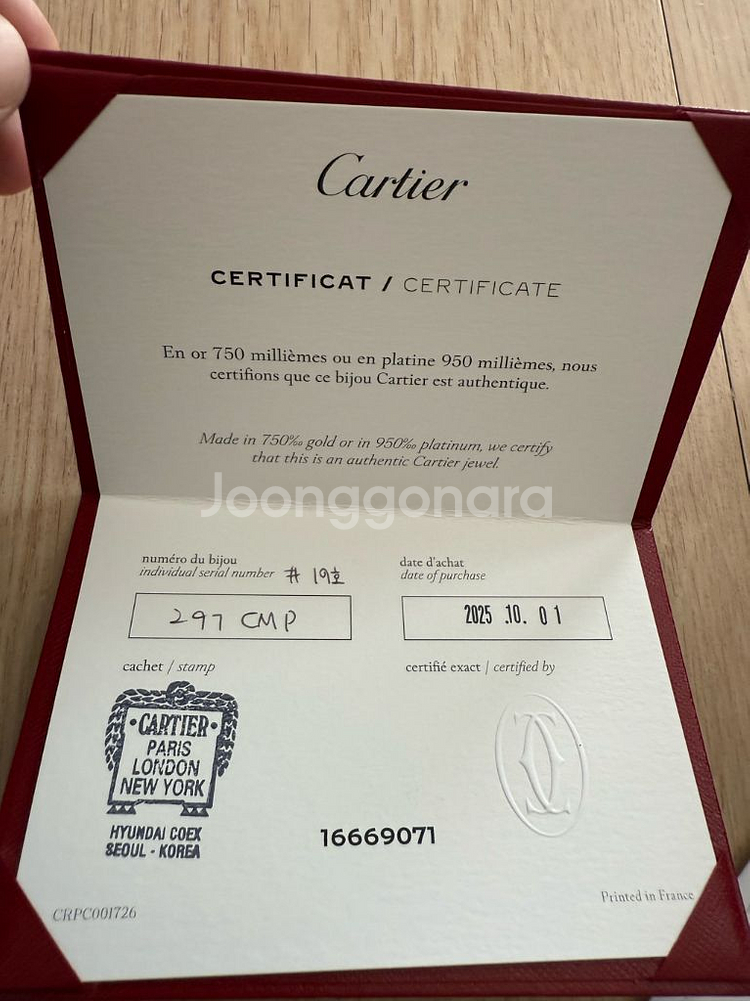 Cartier
CERTIFICAT / CERTIFICATE
En or 750 millièmes ou en platine 950 millièmes, nous
certifions que ce bijou Cartier est authentique.
Made in 750‰ gold or in 950‰ platinum, we certify
that this is an authentic Cartier jewel.
Joonggonara
numéro du bijou
individual serial number # 19호
297 CMP
date d'achat
date of purchase
2025 .10. 01
cachet / stamp
certifié exact | certified by
·CARTIER·
PARIS
LONDON
NEW YORK
HYUNDAI COEX
SEOUL - KOREA
16669071
CRPC001726
Printed in France